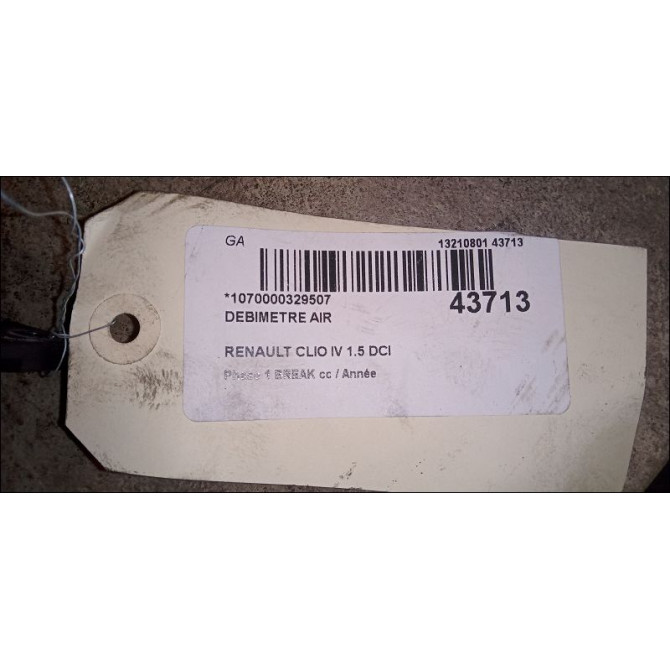 GA 13210801 43713
*1070000329507 43713
DEBIMETRE AIR
RENAULT CLIO IV 1.5 DCI
Phase 1 BREAK cc / Année